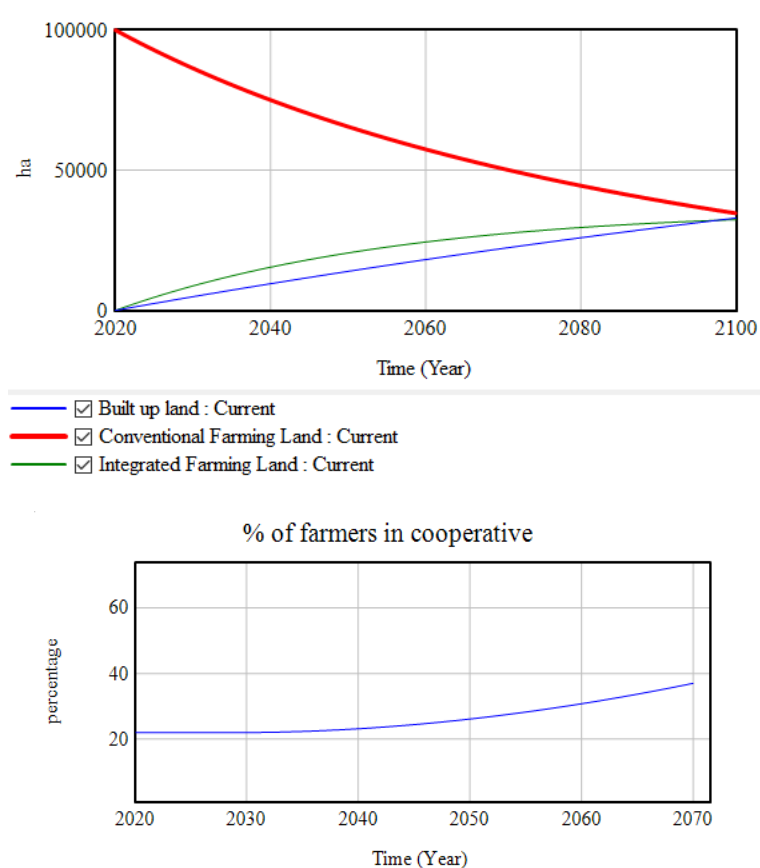 100000
50000
0
ha
2020 2040 2060 2080 2100
Time (Year)
Built up land : Current
Conventional Farming Land : Current
Integrated Farming Land : Current
% of farmers in cooperative
60
40
20
percentage
2020 2030 2040 2050 2060 2070
Time (Year)